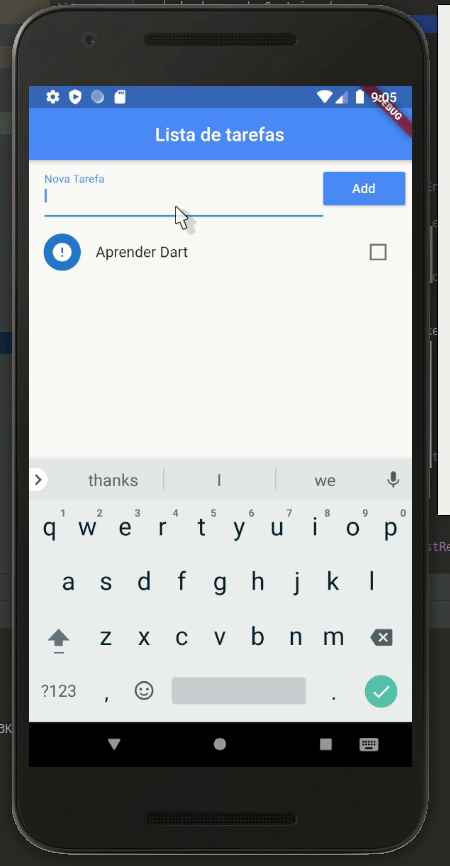 9:05
DEBUG
Lista de tarefas
Nova Tarefa
Add
Aprender Dart
thanks I we
1 2 3 4 5 6 7 8 9 0
q w e r t y u i o p
a s d f g h j k l
z x c v b n m
?123 , .